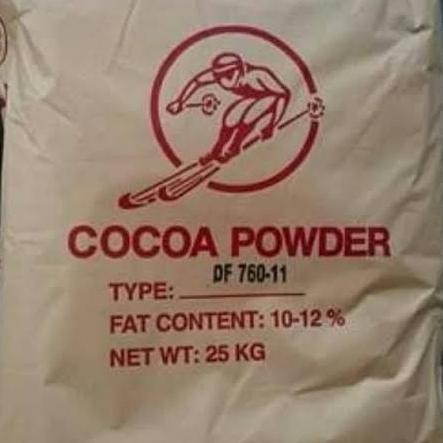 COCOA POWDER
DF 760-11
TYPE:
FAT CONTENT: 10-12 %
NET WT: 25 KG